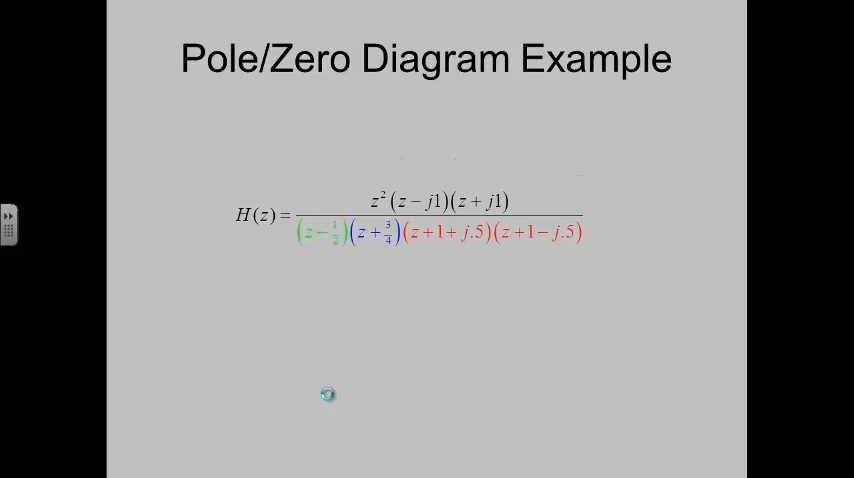 Pole/Zero Diagram Example
H(z) = z²(z − j1)(z + j1) / (z − 1/2)(z + 3/4)(z + 1 + j.5)(z + 1 − j.5)